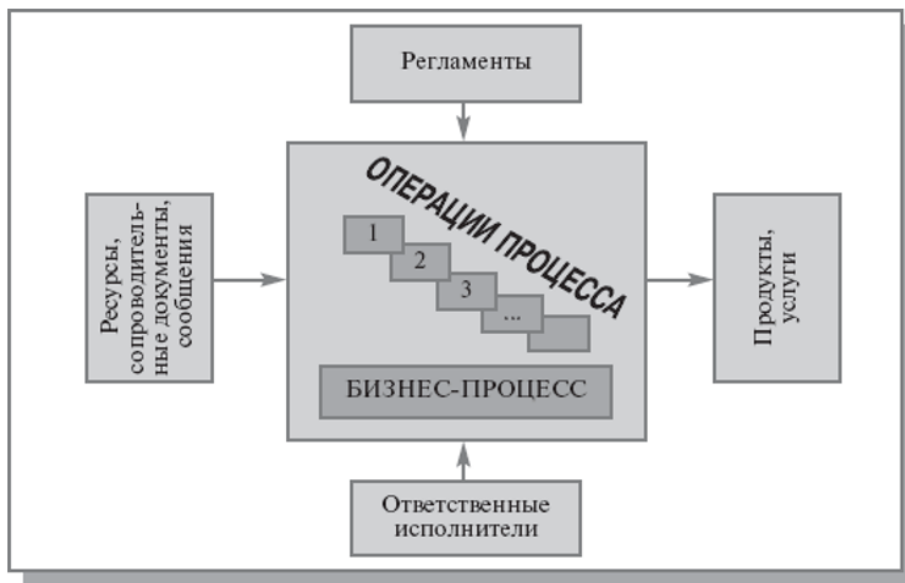 Регламенты
Ресурсы,
сопроводитель-
ные документы,
сообщения
ОПЕРАЦИИ ПРОЦЕССА
1
2
3
...
БИЗНЕС-ПРОЦЕСС
Продукты,
услуги
Ответственные
исполнители